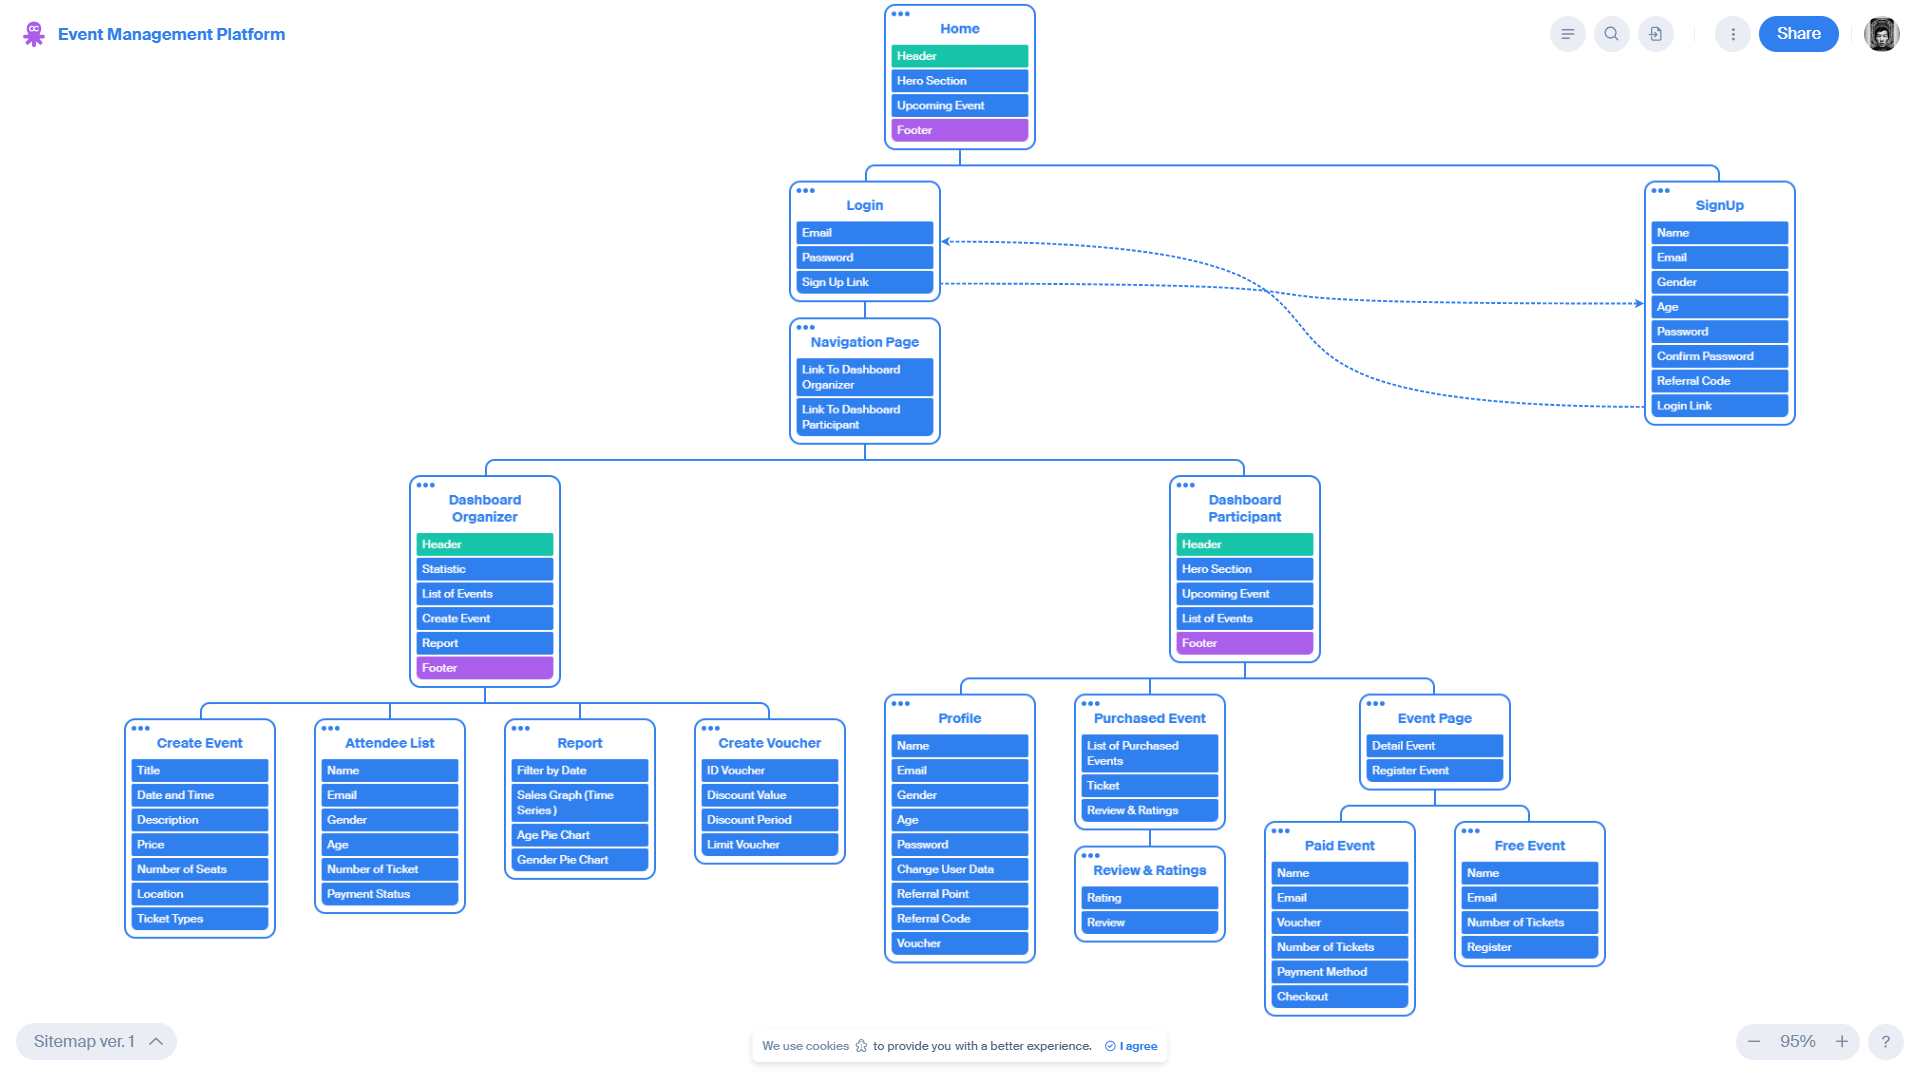 Event Management Platform
Share
Home
Header
Hero Section
Upcoming Event
Footer
Login
Email
Password
Sign Up Link
SignUp
Name
Email
Gender
Age
Password
Confirm Password
Referral Code
Login Link
Navigation Page
Link To Dashboard
Organizer
Link To Dashboard
Participant
Dashboard
Organizer
Header
Statistic
List of Events
Create Event
Report
Footer
Dashboard
Participant
Header
Hero Section
Upcoming Event
List of Events
Footer
Create Event
Title
Date and Time
Description
Price
Number of Seats
Location
Ticket Types
Attendee List
Name
Email
Gender
Age
Number of Ticket
Payment Status
Report
Filter by Date
Sales Graph (Time
Series )
Age Pie Chart
Gender Pie Chart
Create Voucher
ID Voucher
Discount Value
Discount Period
Limit Voucher
Profile
Name
Email
Gender
Age
Password
Change User Data
Referral Point
Referral Code
Voucher
Purchased Event
List of Purchased
Events
Ticket
Review & Ratings
Review & Ratings
Rating
Review
Event Page
Detail Event
Register Event
Paid Event
Name
Email
Voucher
Number of Tickets
Payment Method
Checkout
Free Event
Name
Email
Number of Tickets
Register
Sitemap ver. 1
We use cookies to provide you with a better experience. I agree
− 95% + ?